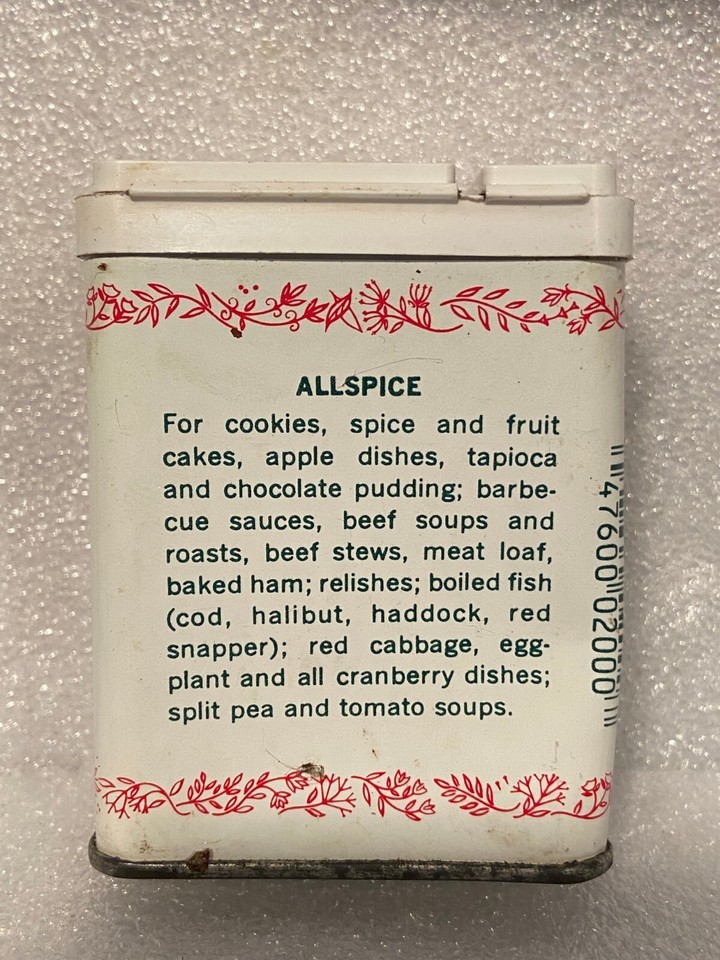 ALLSPICE
For cookies, spice and fruit
cakes, apple dishes, tapioca
and chocolate pudding; barbe-
cue sauces, beef soups and
roasts, beef stews, meat loaf,
baked ham; relishes; boiled fish
(cod, halibut, haddock, red
snapper); red cabbage, egg-
plant and all cranberry dishes;
split pea and tomato soups.
47600 02000